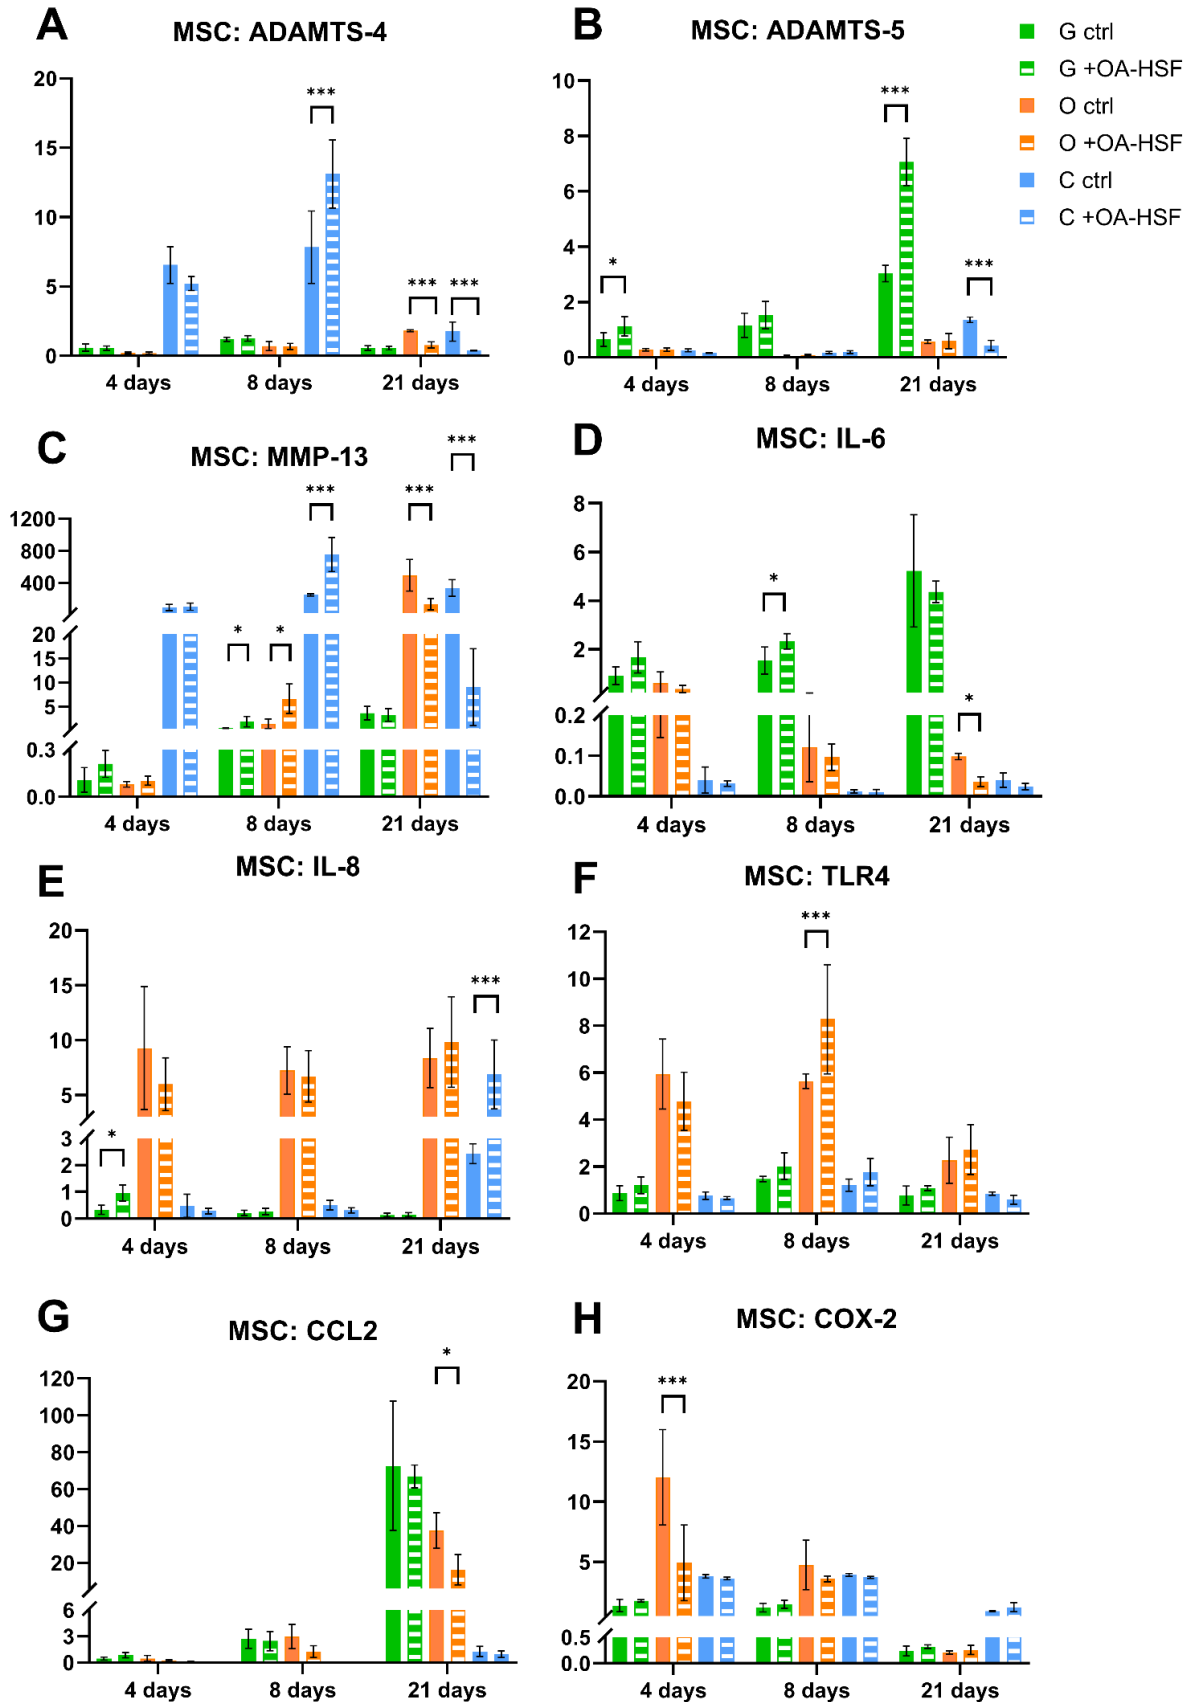 A
MSC: ADAMTS-4
20
15
10
5
0
***
***
***
4 days
8 days
21 days
B
MSC: ADAMTS-5
10
8
6
4
2
0
*
***
***
4 days
8 days
21 days
G ctrl
G +OA-HSF
O ctrl
O +OA-HSF
C ctrl
C +OA-HSF
C
MSC: MMP-13
1200
800
400
20
15
10
5
0.3
0.0
*
*
***
***
***
4 days
8 days
21 days
D
MSC: IL-6
8
6
4
2
0.2
0.1
0.0
*
*
4 days
8 days
21 days
E
MSC: IL-8
20
15
10
5
3
2
1
0
*
***
4 days
8 days
21 days
F
MSC: TLR4
12
10
8
6
4
2
0
***
4 days
8 days
21 days
G
MSC: CCL2
120
100
80
60
40
20
6
3
0
*
4 days
8 days
21 days
H
MSC: COX-2
20
15
10
5
0.5
0.0
***
4 days
8 days
21 days